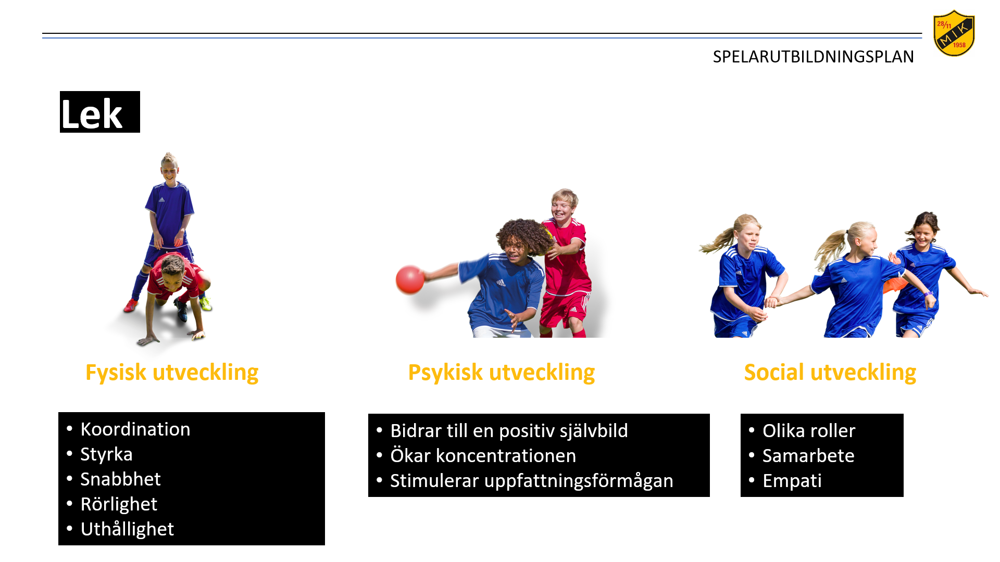 28/11
MIK
1958
SPELARUTBILDNINGSPLAN
Lek
Fysisk utveckling
• Koordination
• Styrka
• Snabbhet
• Rörlighet
• Uthållighet
Psykisk utveckling
• Bidrar till en positiv självbild
• Ökar koncentrationen
• Stimulerar uppfattningsförmågan
Social utveckling
• Olika roller
• Samarbete
• Empati